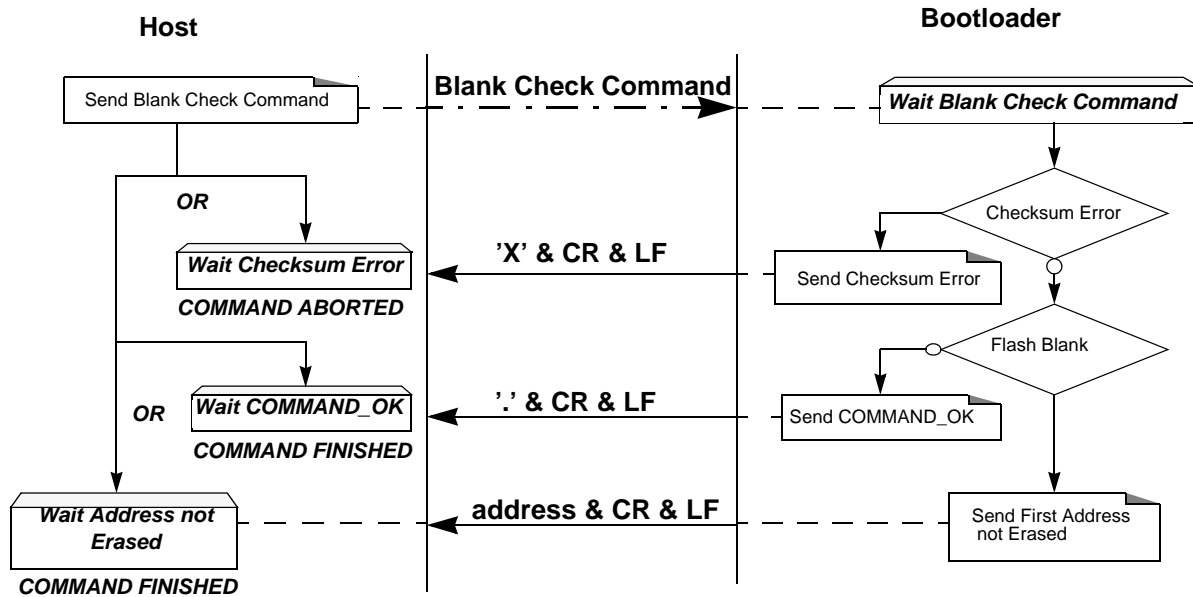 Host
Bootloader
Send Blank Check Command
Blank Check Command
Wait Blank Check Command
OR
Checksum Error
Wait Checksum Error
’X’ & CR & LF
Send Checksum Error
COMMAND ABORTED
Flash Blank
OR
Wait COMMAND_OK
’.’ & CR & LF
Send COMMAND_OK
COMMAND FINISHED
Wait Address not
Erased
address & CR & LF
Send First Address
not Erased
COMMAND FINISHED